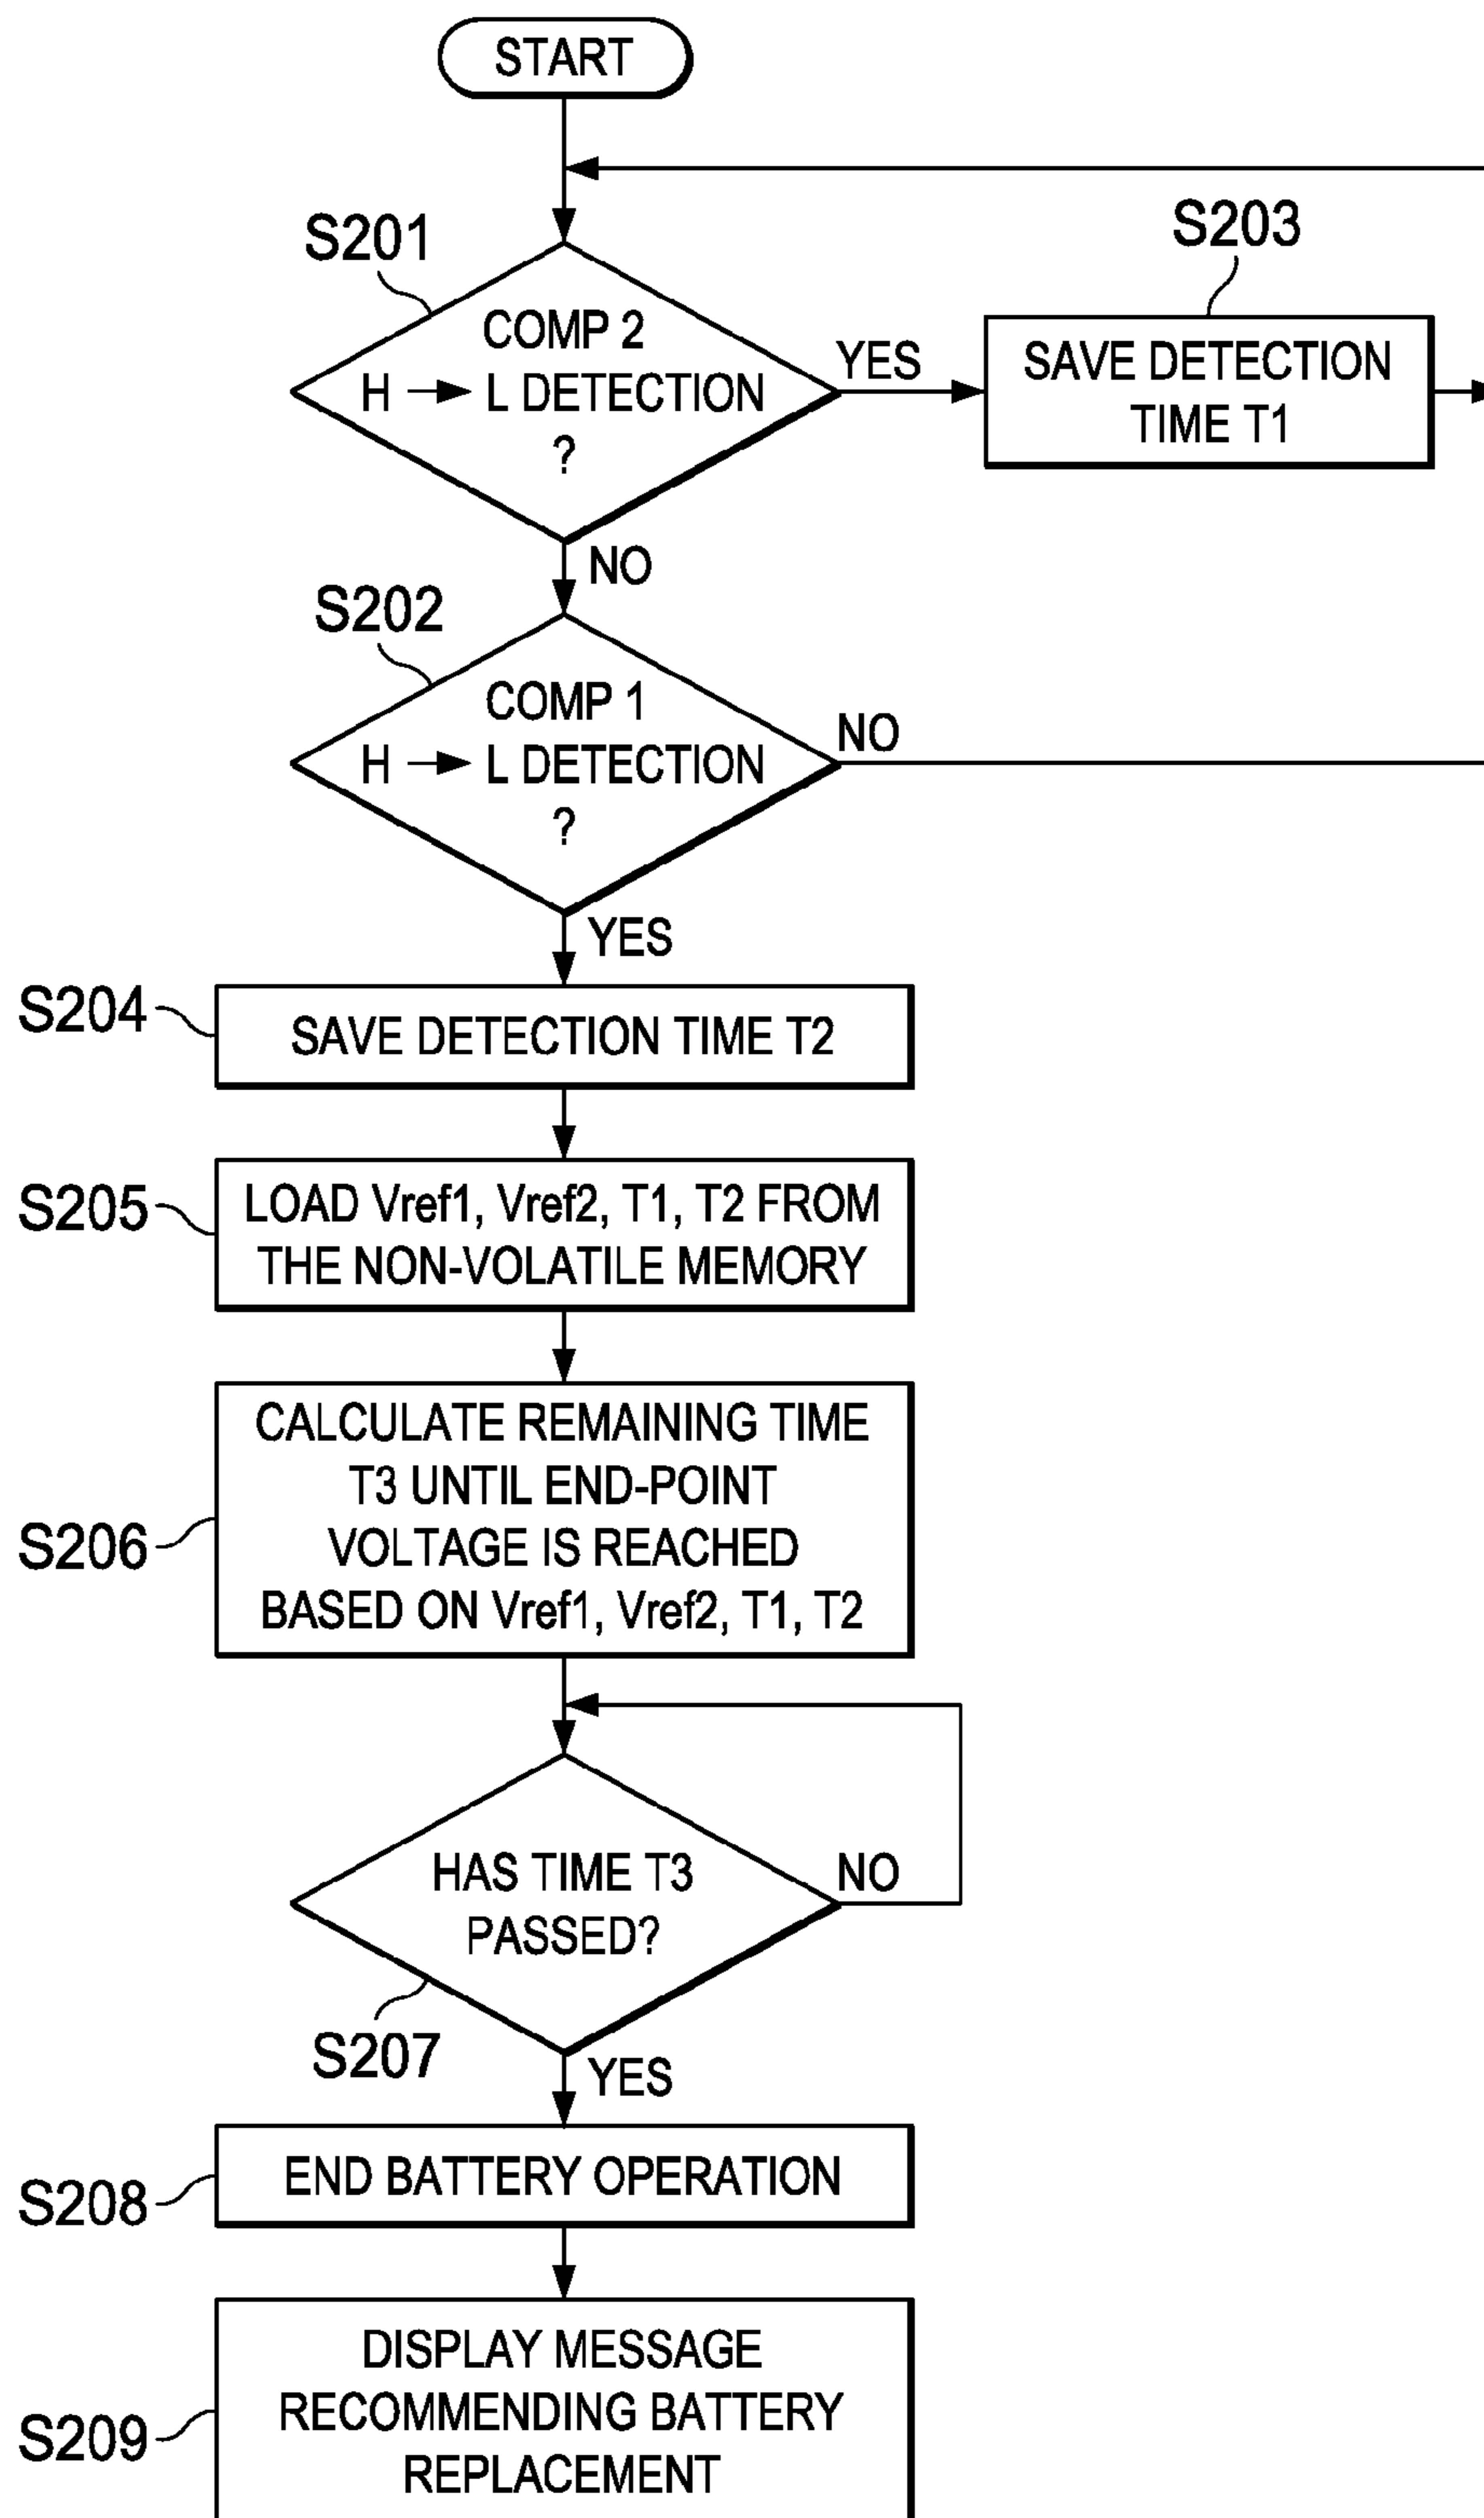 START
S201
COMP 2
H → L DETECTION
?
YES
S203
SAVE DETECTION
TIME T1
NO
S202
COMP 1
H → L DETECTION
?
NO
YES
S204
SAVE DETECTION TIME T2
S205
LOAD Vref1, Vref2, T1, T2 FROM
THE NON-VOLATILE MEMORY
S206
CALCULATE REMAINING TIME
T3 UNTIL END-POINT
VOLTAGE IS REACHED
BASED ON Vref1, Vref2, T1, T2
HAS TIME T3
PASSED?
NO
S207
YES
S208
END BATTERY OPERATION
S209
DISPLAY MESSAGE
RECOMMENDING BATTERY
REPLACEMENT